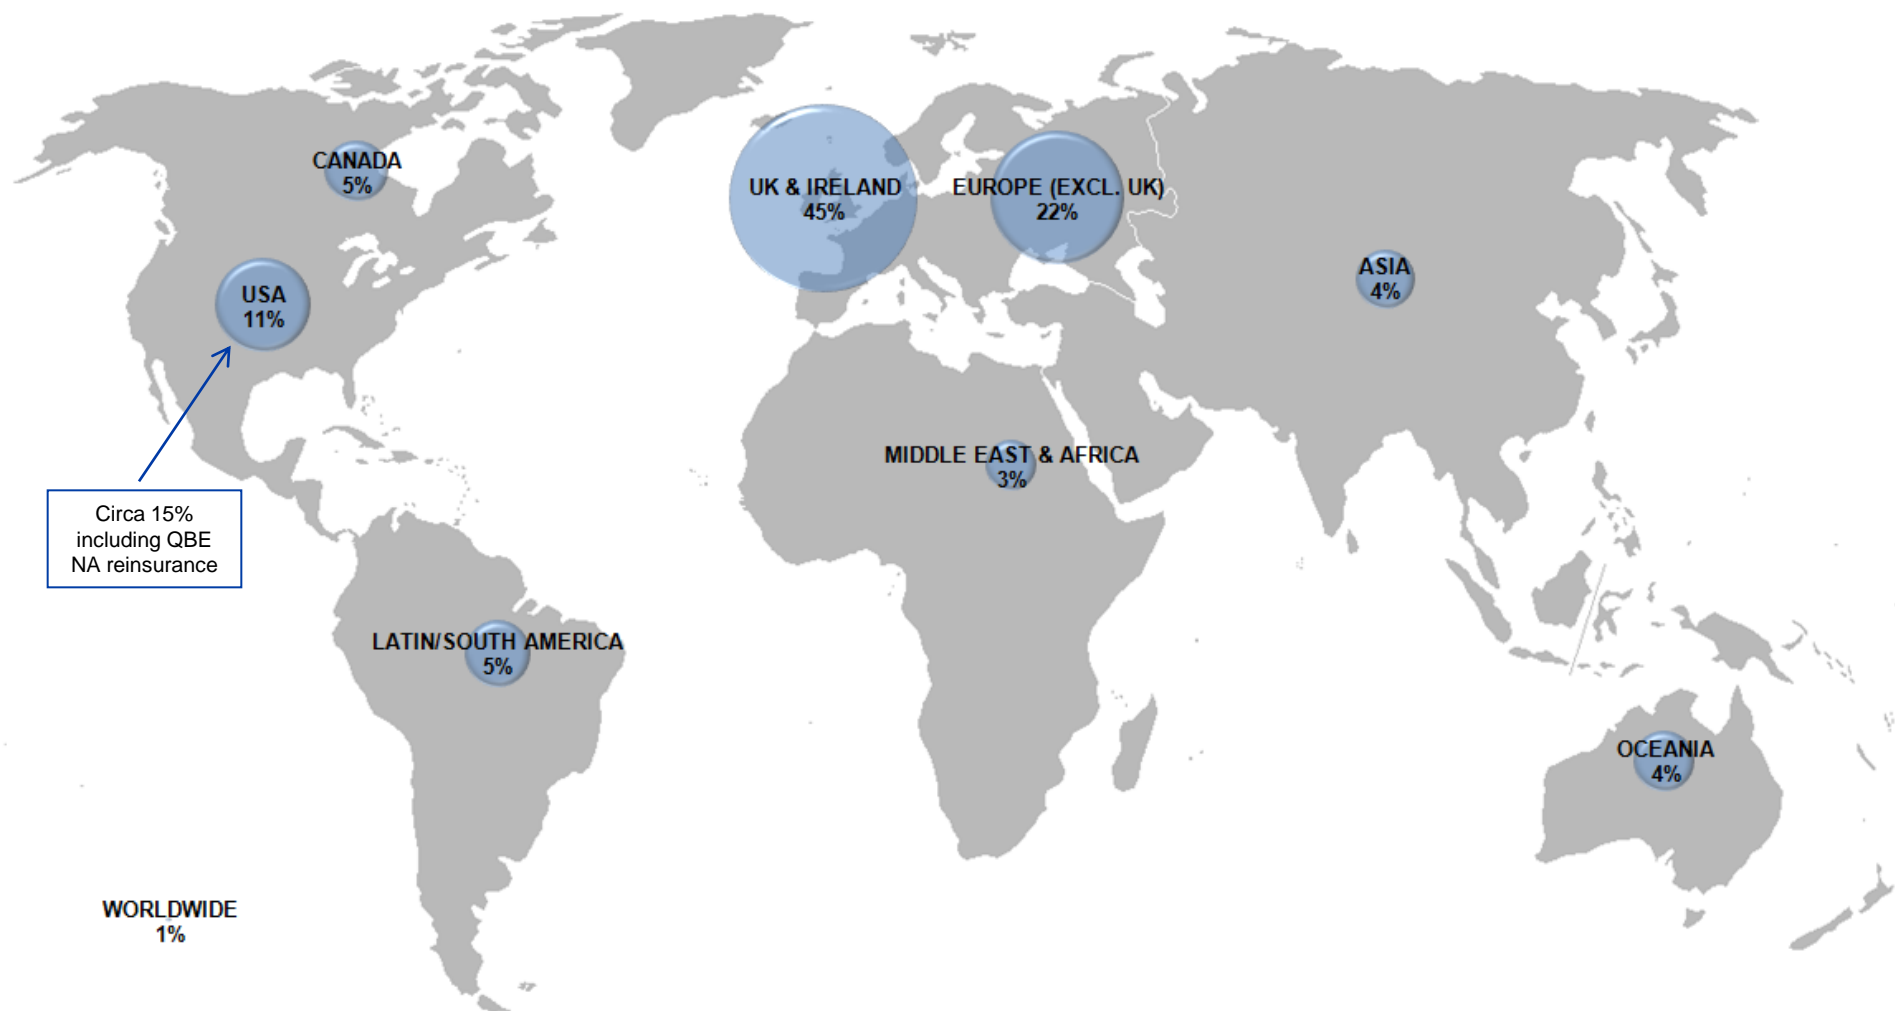 CANADA
5%
UK & IRELAND
45%
EUROPE (EXCL. UK)
22%
USA
11%
ASIA
4%
Circa 15%
including QBE
NA reinsurance
MIDDLE EAST & AFRICA
3%
LATIN/SOUTH AMERICA
5%
OCEANIA
4%
WORLDWIDE
1%